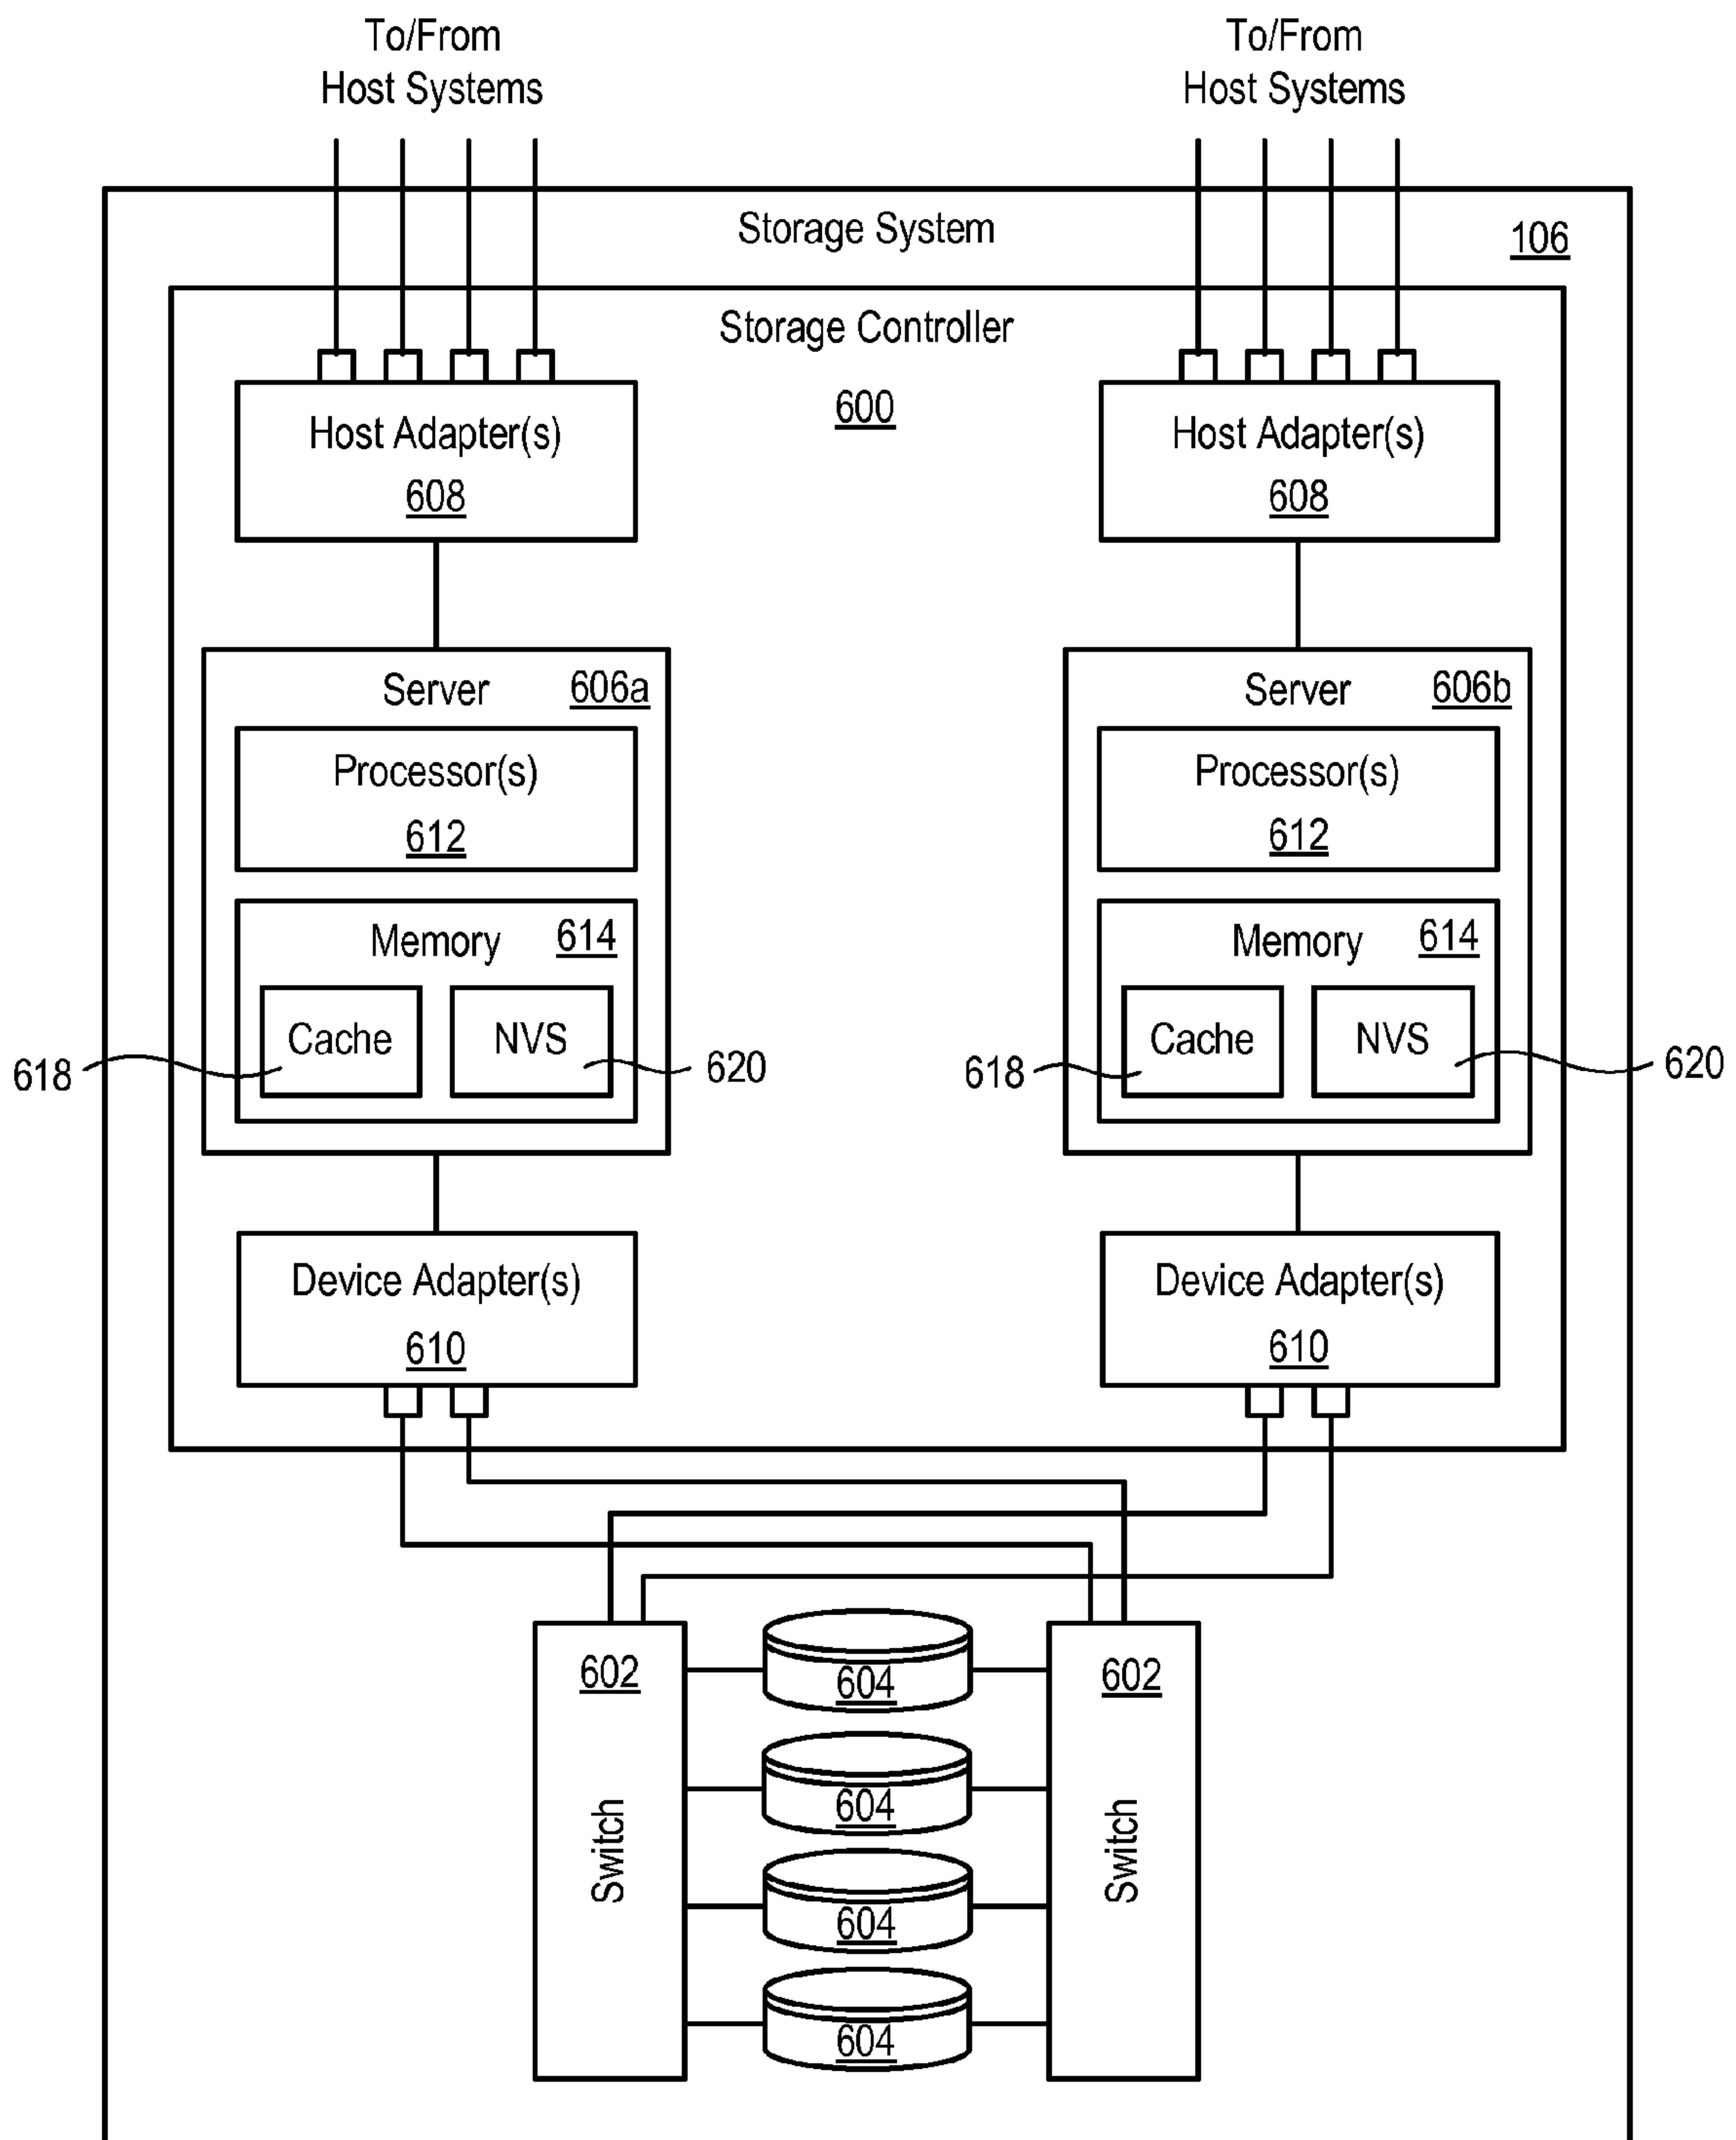 To/From
Host Systems
To/From
Host Systems
Storage System
106
Storage Controller
600
Host Adapter(s)
608
Host Adapter(s)
608
Server
606a
Processor(s)
612
Memory
614
Cache
NVS
618
620
Server
606b
Processor(s)
612
Memory
614
Cache
NVS
618
620
Device Adapter(s)
610
Device Adapter(s)
610
602
Switch
604
604
604
604
602
Switch